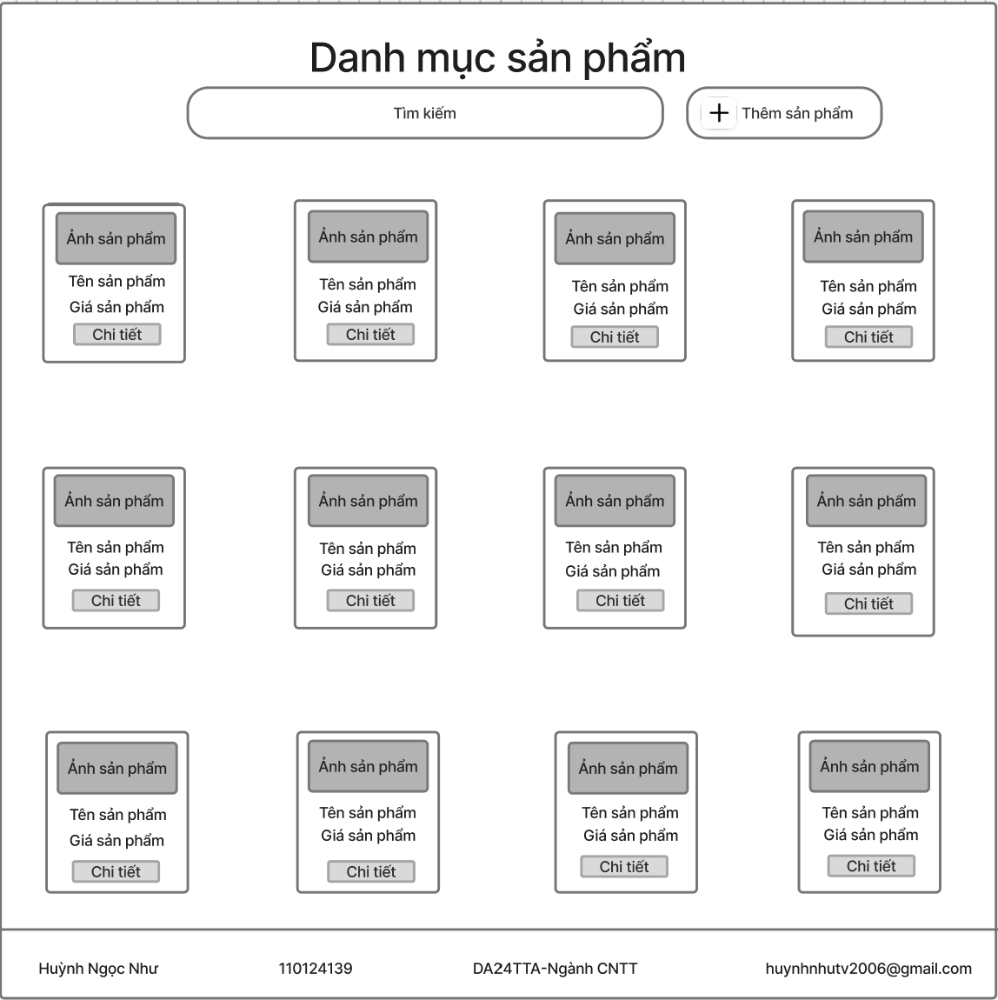 Danh mục sản phẩm
Tìm kiếm
Thêm sản phẩm
Ảnh sản phẩm
Tên sản phẩm
Giá sản phẩm
Chi tiết
Ảnh sản phẩm
Tên sản phẩm
Giá sản phẩm
Chi tiết
Ảnh sản phẩm
Tên sản phẩm
Giá sản phẩm
Chi tiết
Ảnh sản phẩm
Tên sản phẩm
Giá sản phẩm
Chi tiết
Ảnh sản phẩm
Tên sản phẩm
Giá sản phẩm
Chi tiết
Ảnh sản phẩm
Tên sản phẩm
Giá sản phẩm
Chi tiết
Ảnh sản phẩm
Tên sản phẩm
Giá sản phẩm
Chi tiết
Ảnh sản phẩm
Tên sản phẩm
Giá sản phẩm
Chi tiết
Ảnh sản phẩm
Tên sản phẩm
Giá sản phẩm
Chi tiết
Ảnh sản phẩm
Tên sản phẩm
Giá sản phẩm
Chi tiết
Ảnh sản phẩm
Tên sản phẩm
Giá sản phẩm
Chi tiết
Ảnh sản phẩm
Tên sản phẩm
Giá sản phẩm
Chi tiết
Huỳnh Ngọc Như
110124139
DA24TTA-Ngành CNTT
huynhnhutv2006@gmail.com